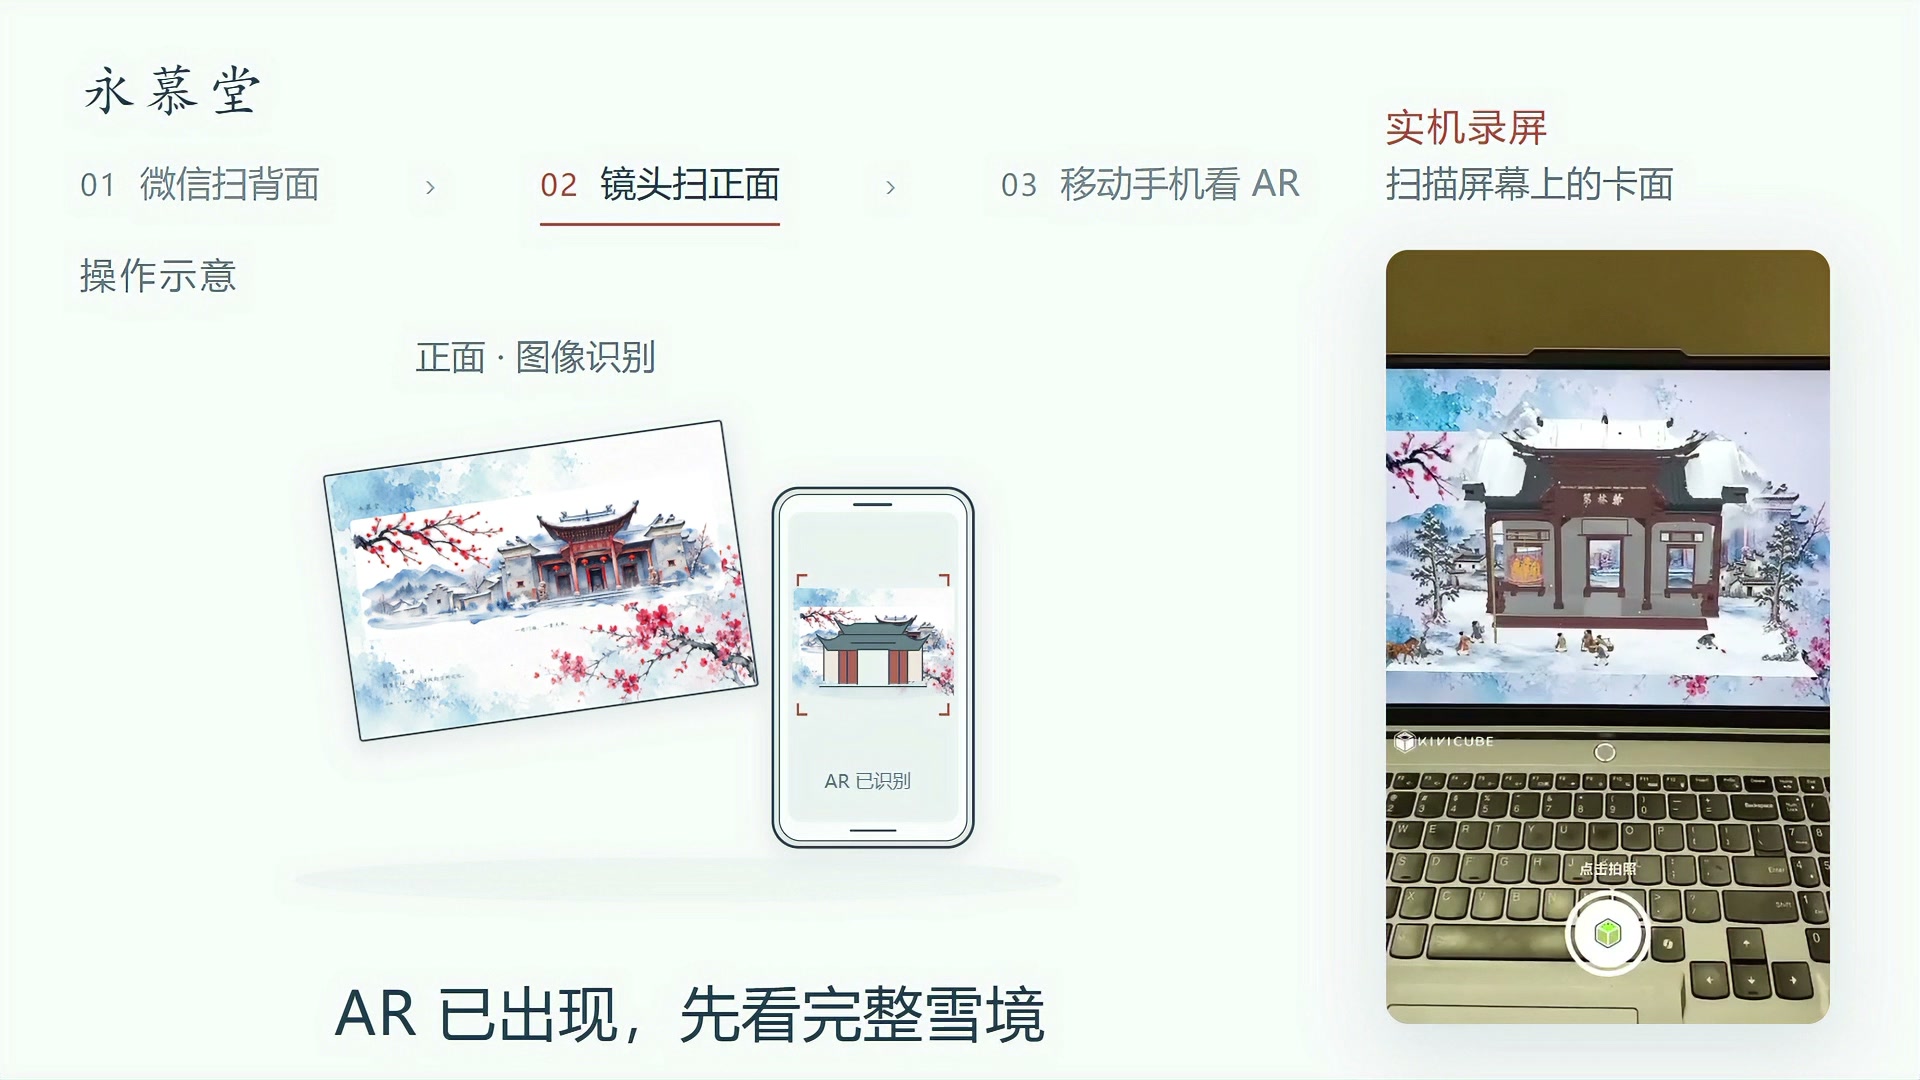 永慕堂
01 微信扫背面 › 02 镜头扫正面 › 03 移动手机看 AR
操作示意
正面 · 图像识别
永慕堂
AR 已识别
AR 已出现，先看完整雪境
实机录屏
扫描屏幕上的卡面
KIVICUBE
点击拍照